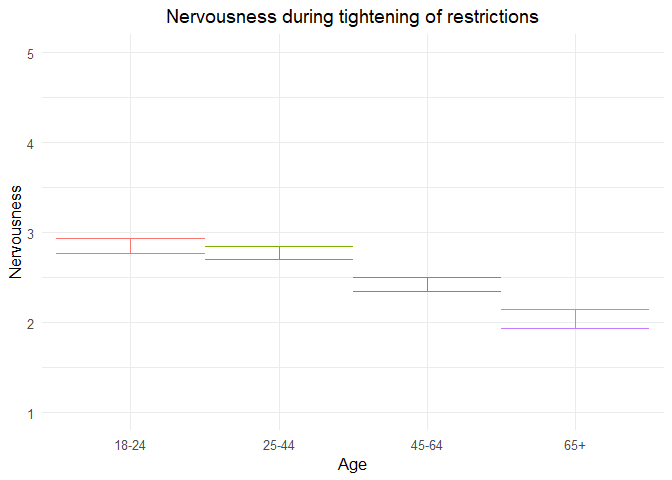 Nervousness during tightening of restrictions
Nervousness
5
4
3
2
1
18-24 25-44 45-64 65+
Age